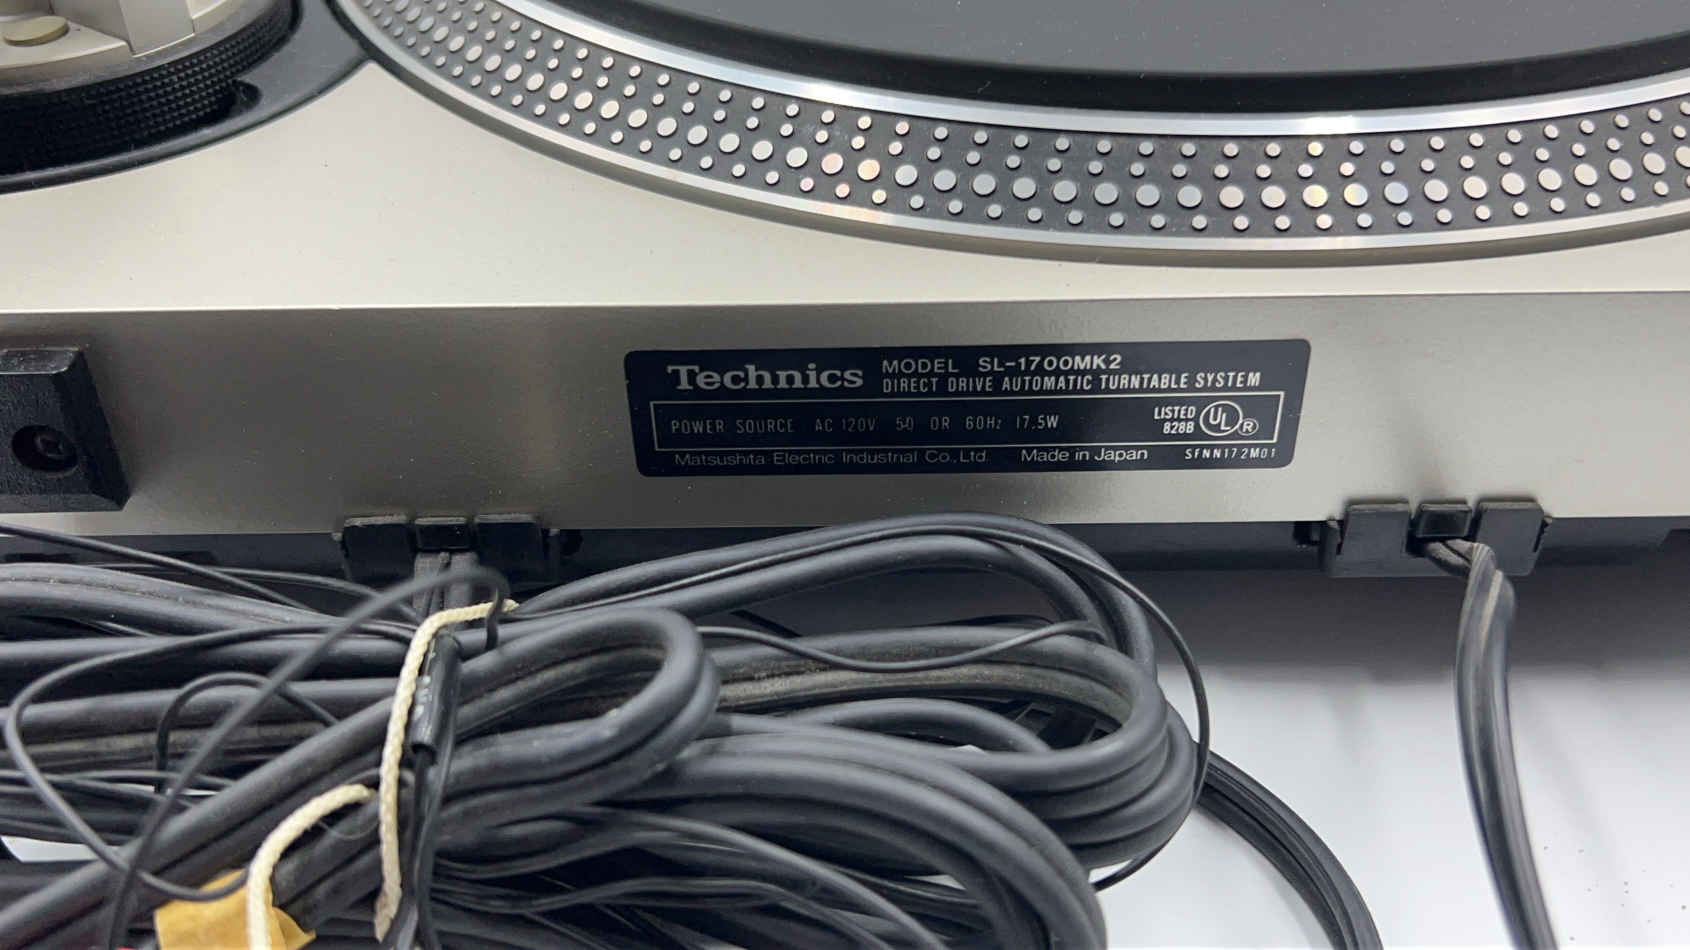 Technics MODEL SL-1700MK2
DIRECT DRIVE AUTOMATIC TURNTABLE SYSTEM
POWER SOURCE AC 120V 50 OR 60Hz 17.5W
LISTED
828B
UL R
Matsushita Electric Industrial Co., Ltd. Made in Japan SFNN172M01